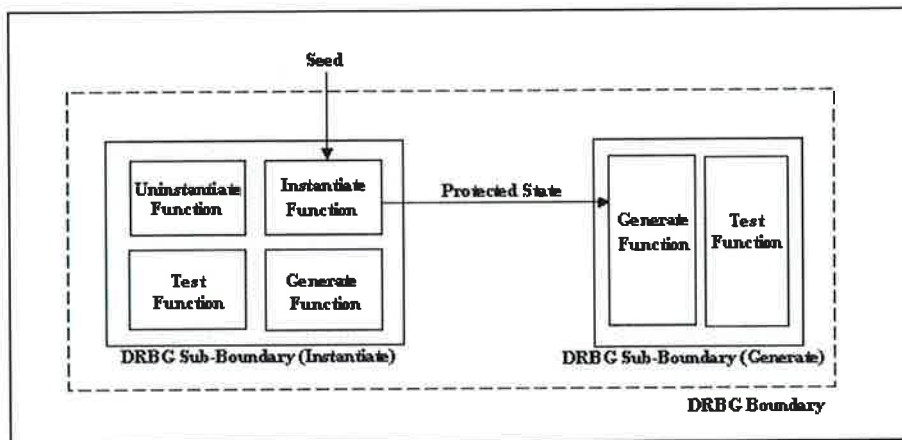 Seed
Uninstantiate
Function
Instantiate
Function
Protected State
Generate
Function
Test
Function
Test
Function
Generate
Function
DRBG Sub-Boundary (Instantiate)
DRBG Sub-Boundary (Generate)
DRBG Boundary